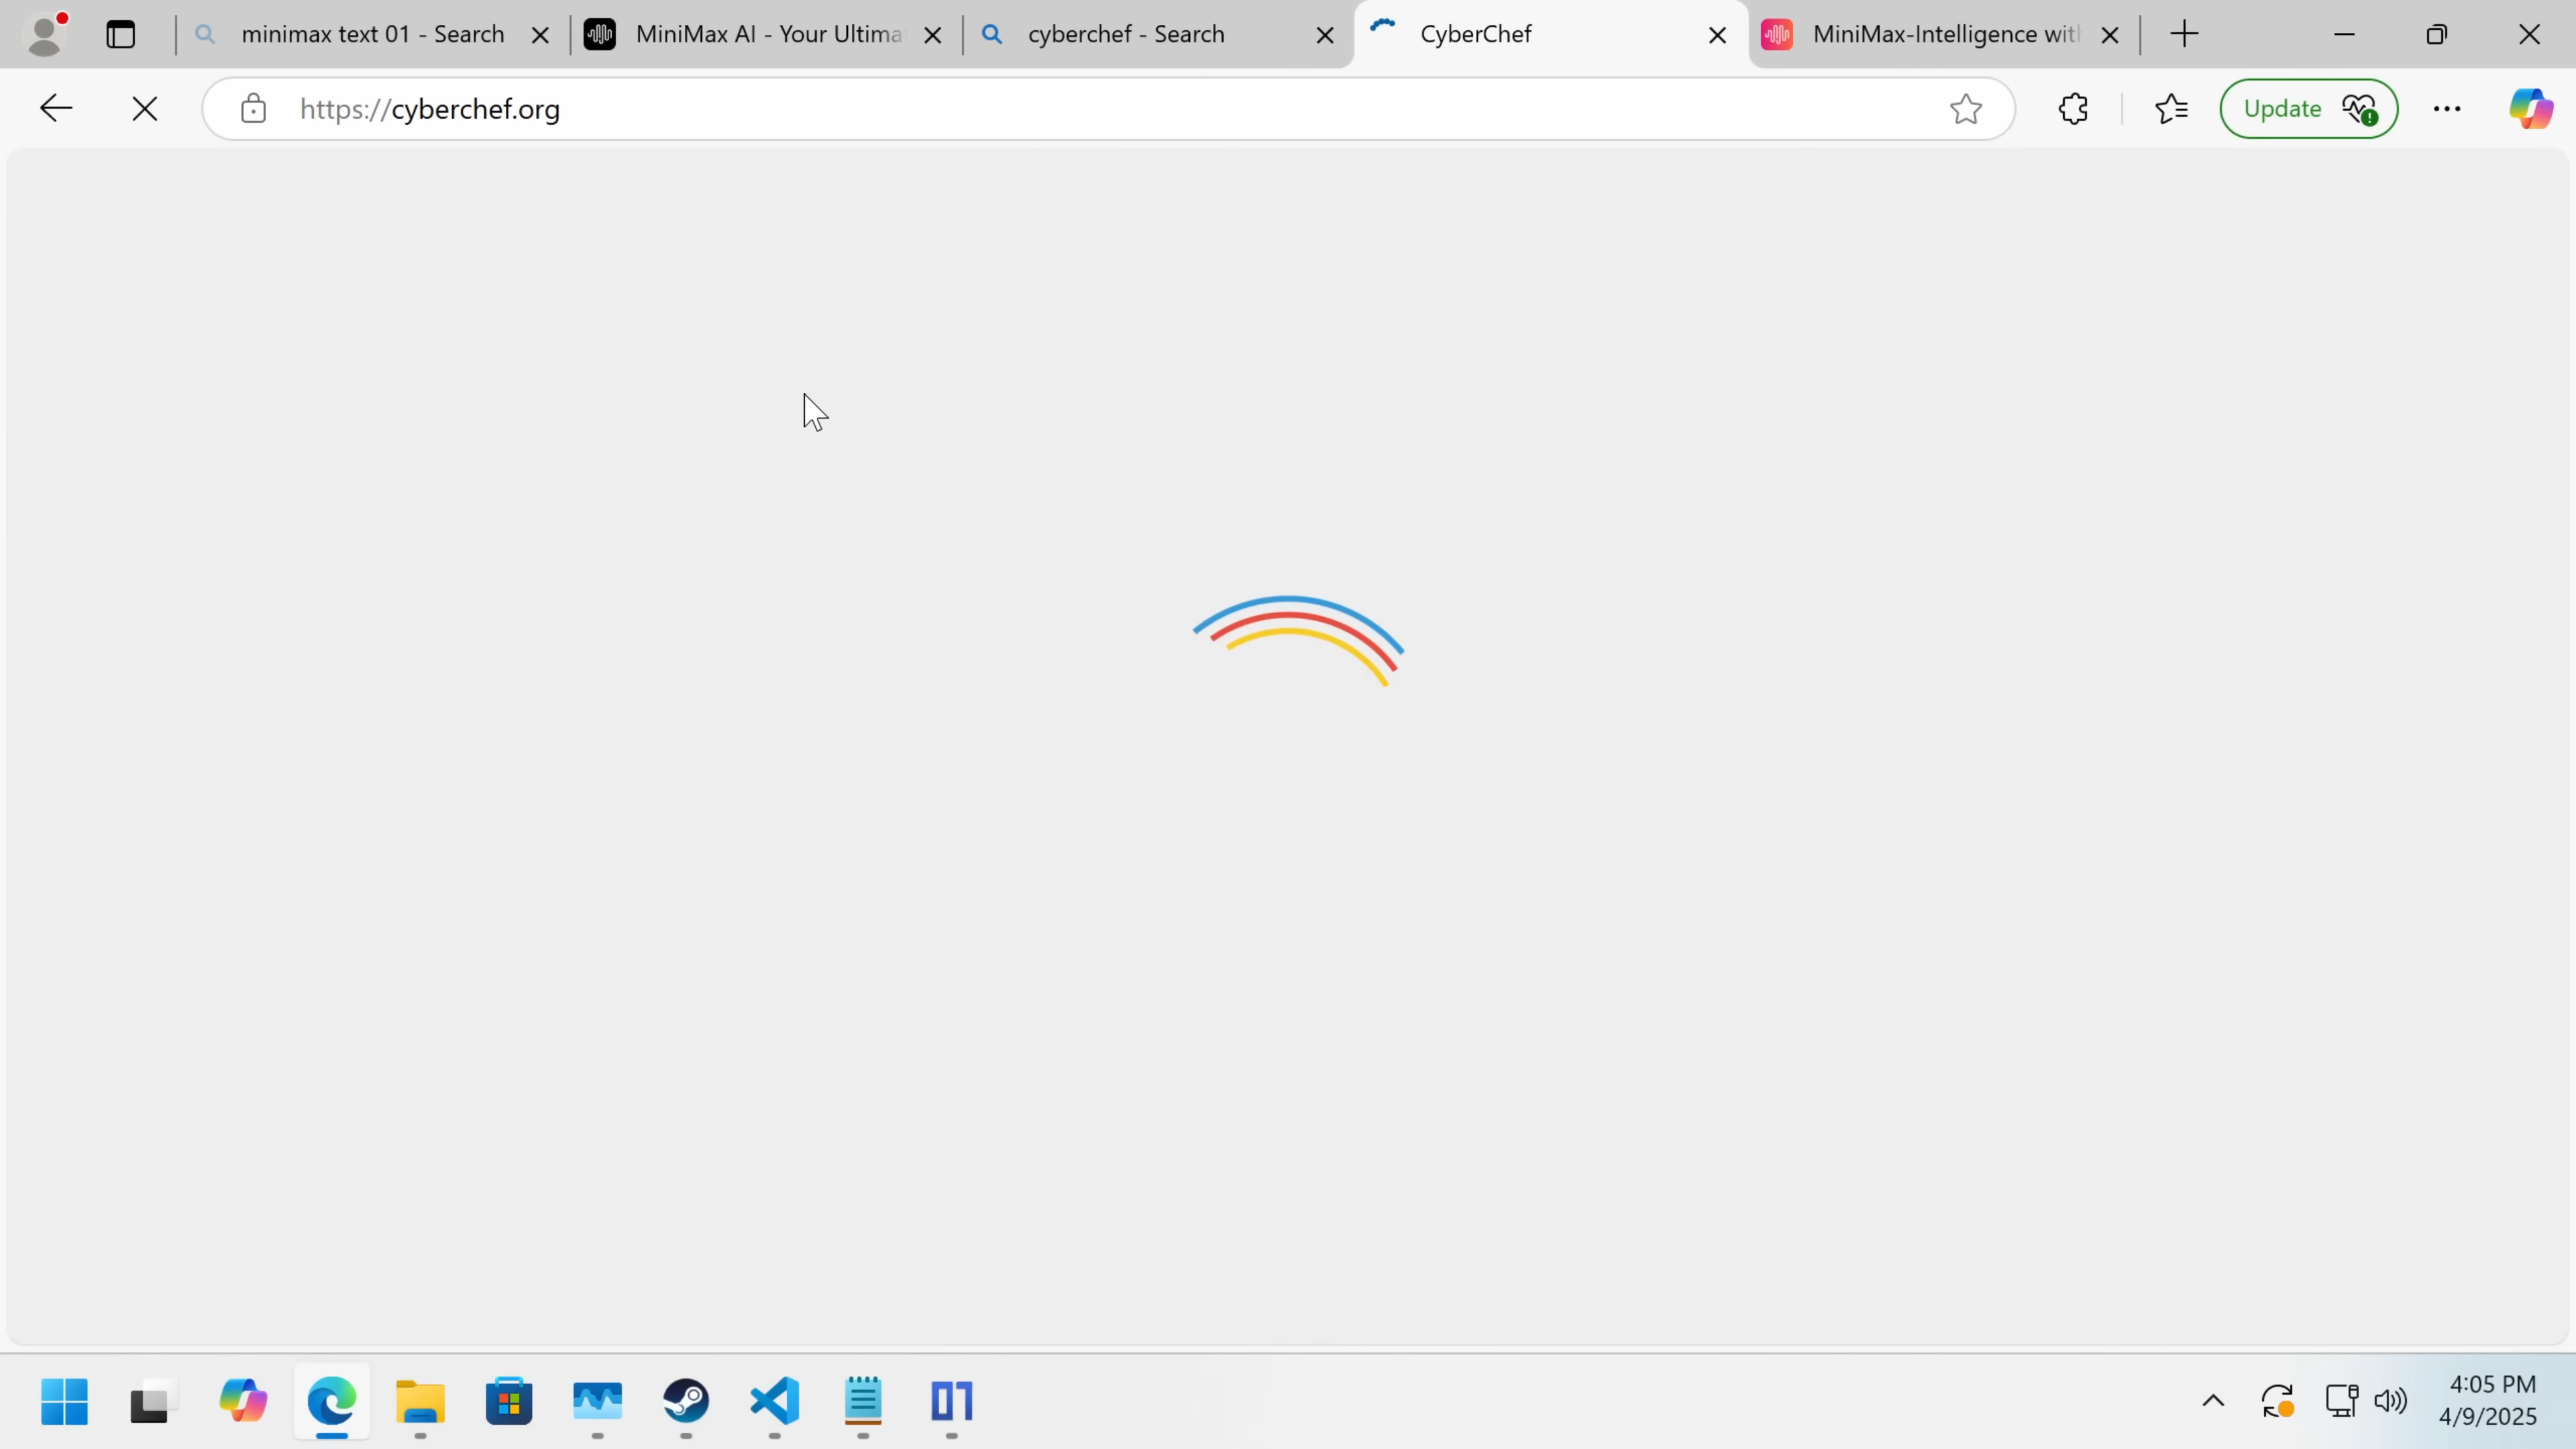 minimax text 01 - Search
MiniMax AI - Your Ultima
cyberchef - Search
CyberChef
MiniMax-Intelligence wit
https://cyberchef.org
Update
4:05 PM
4/9/2025